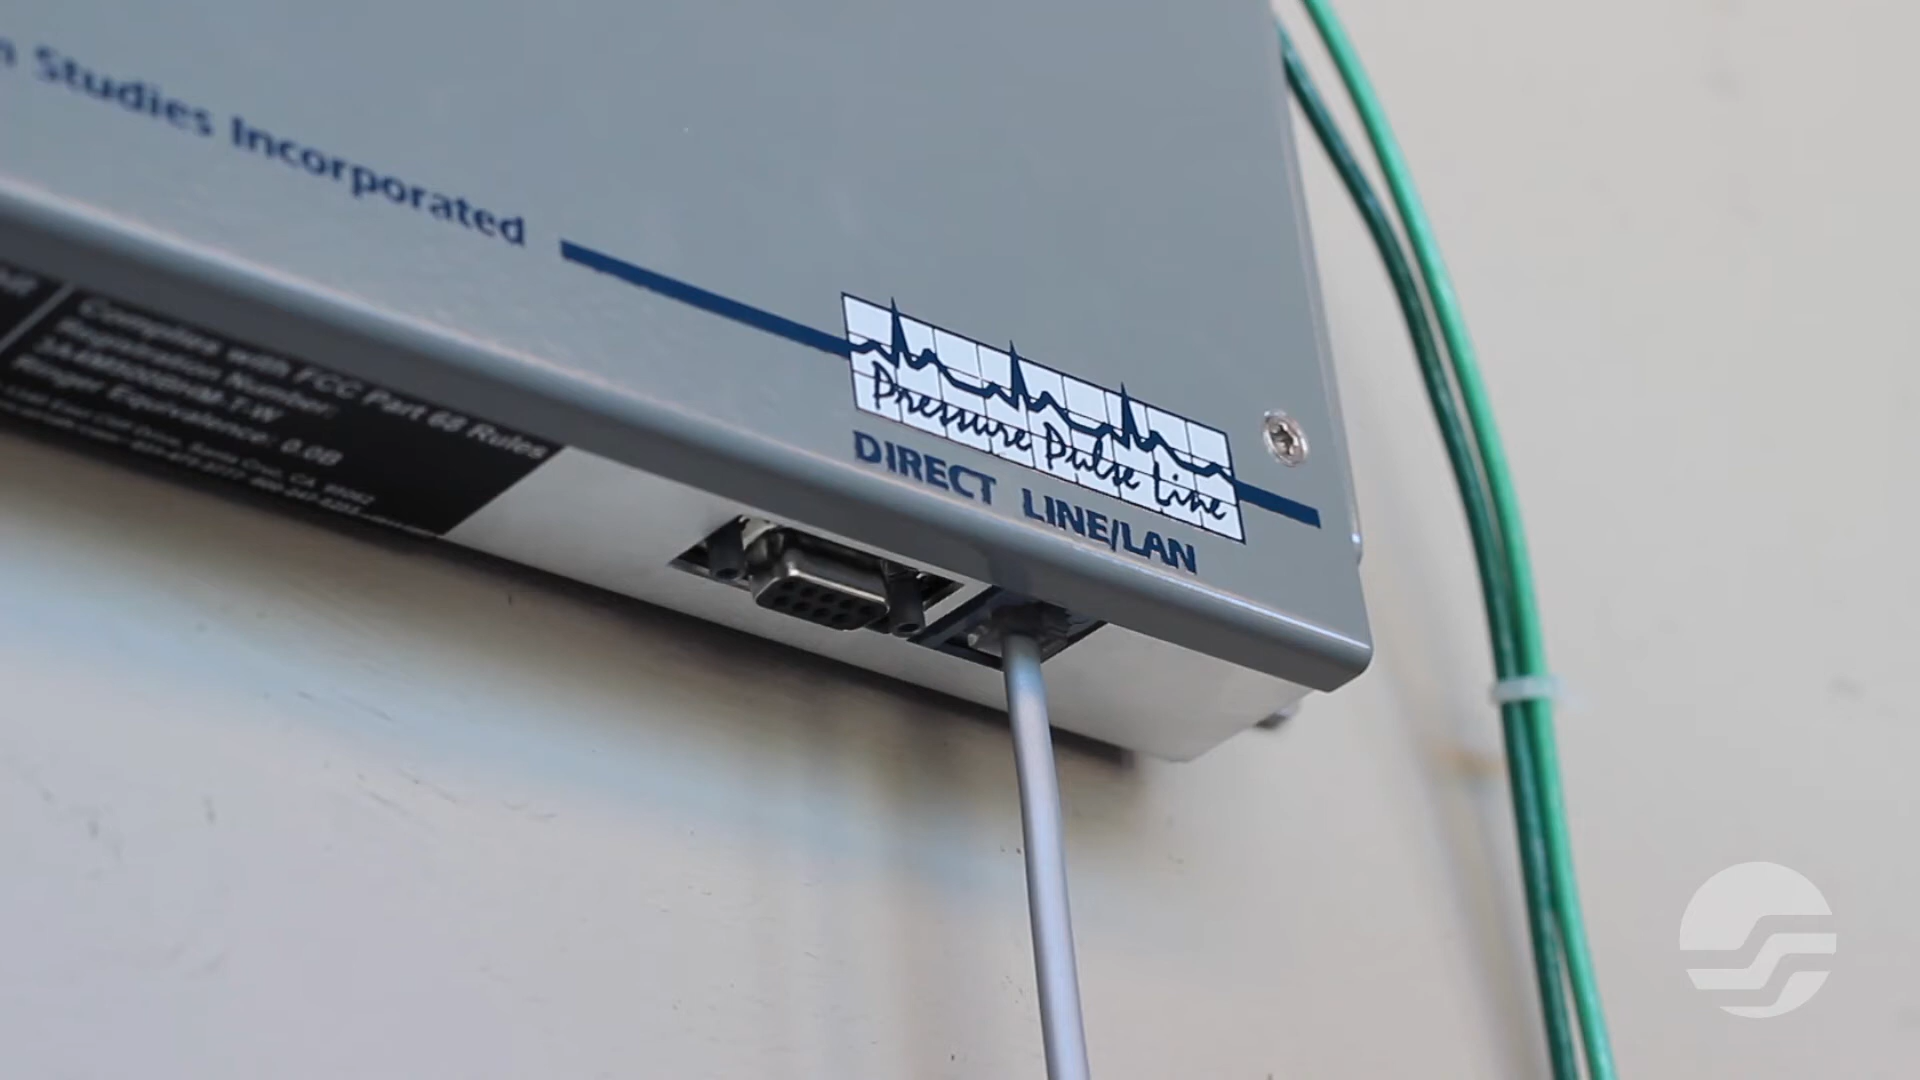 Studies Incorporated
Pressure Pulse Line
DIRECT LINE/LAN
Complies with FCC Part 68 Rules
Registration Number:
Ringer Equivalence: 0.0B